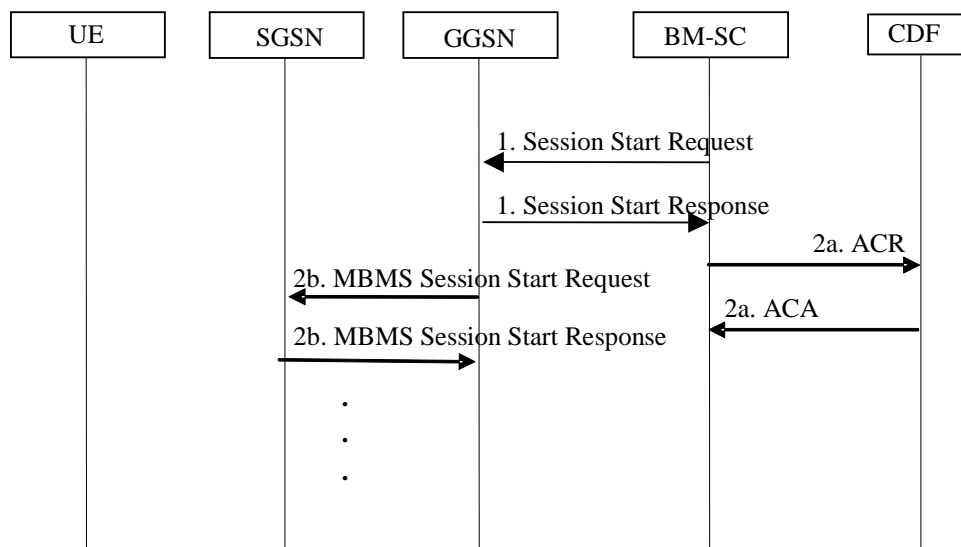 UE
SGSN
GGSN
BM-SC
CDF
1. Session Start Request
1. Session Start Response
2a. ACR
2b. MBMS Session Start Request
2a. ACA
2b. MBMS Session Start Response
.
.
.